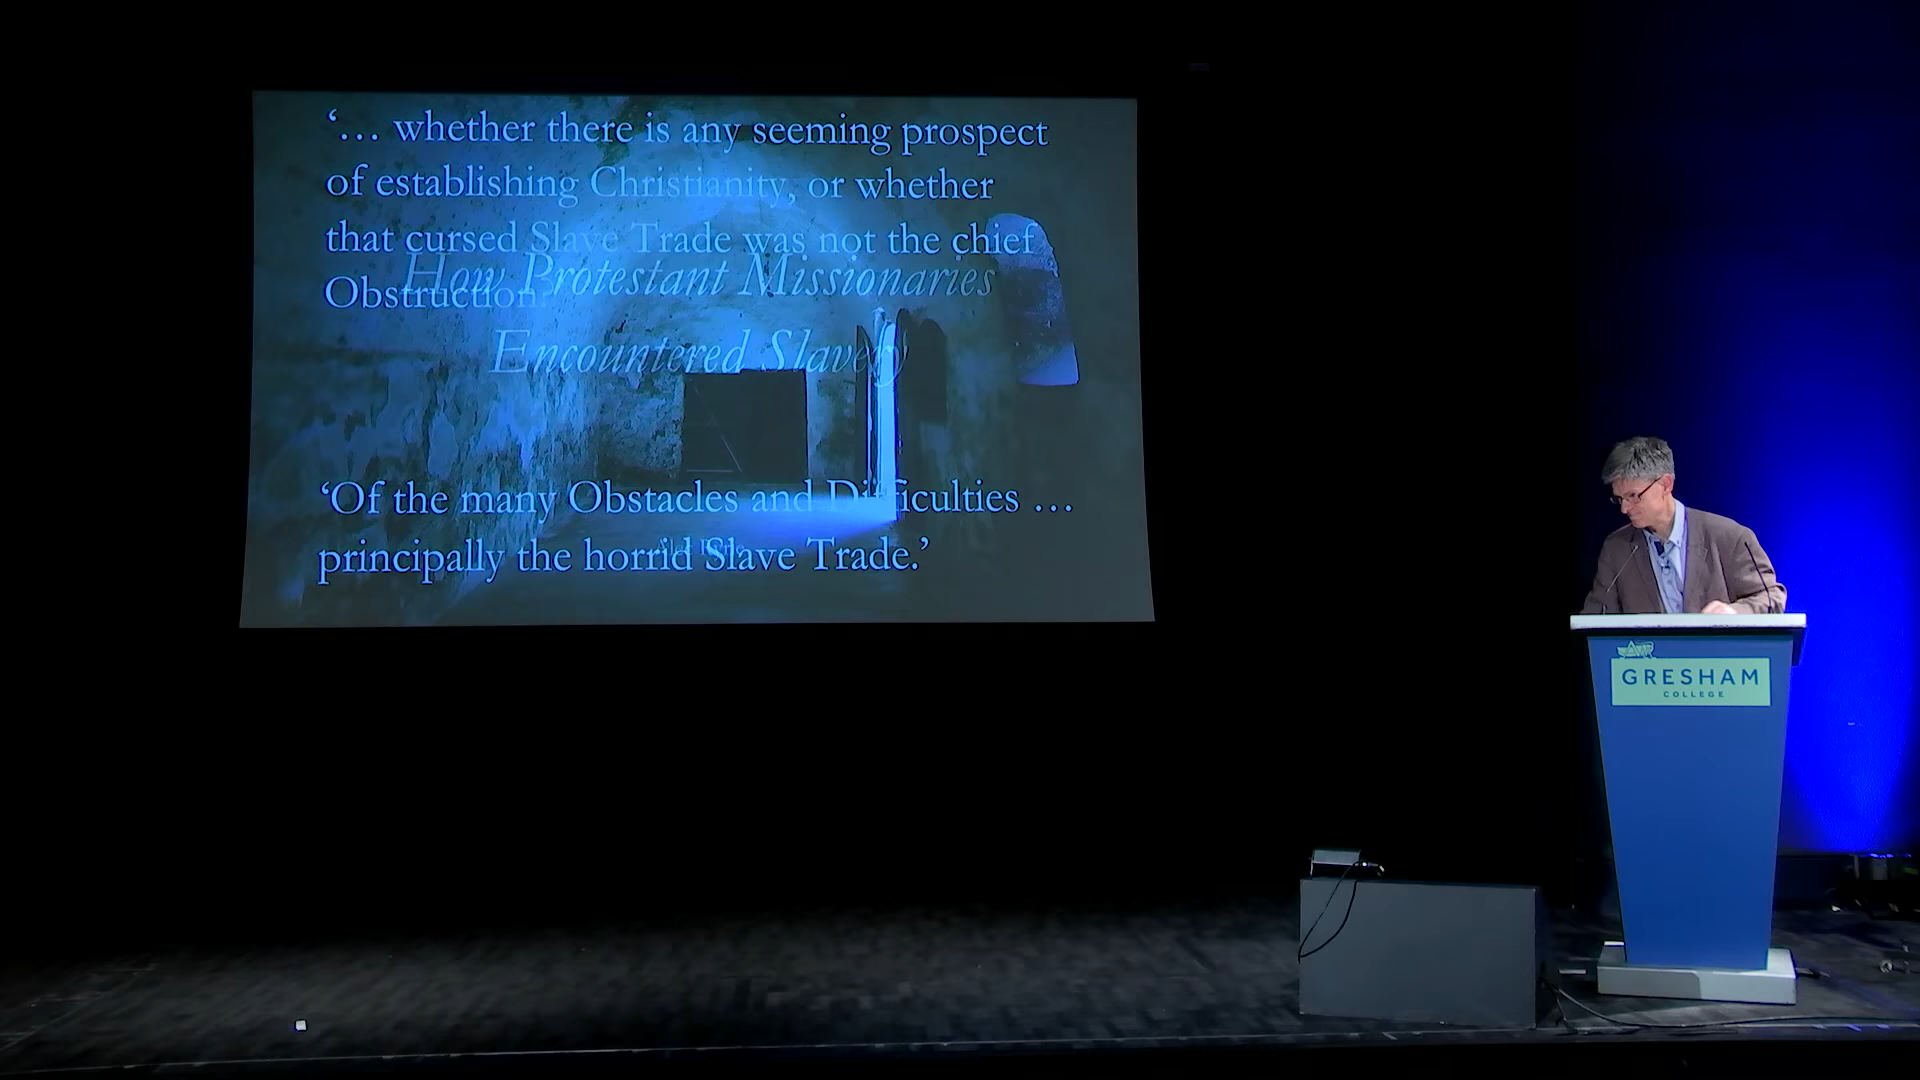 ‘… whether there is any seeming prospect
of establishing Christianity, or whether
that cursed Slave Trade was not the chief
Obstruction
How Protestant Missionaries
Encountered Slavery
‘Of the many Obstacles and Difficulties …
principally the horrid Slave Trade.’
GRESHAM
COLLEGE